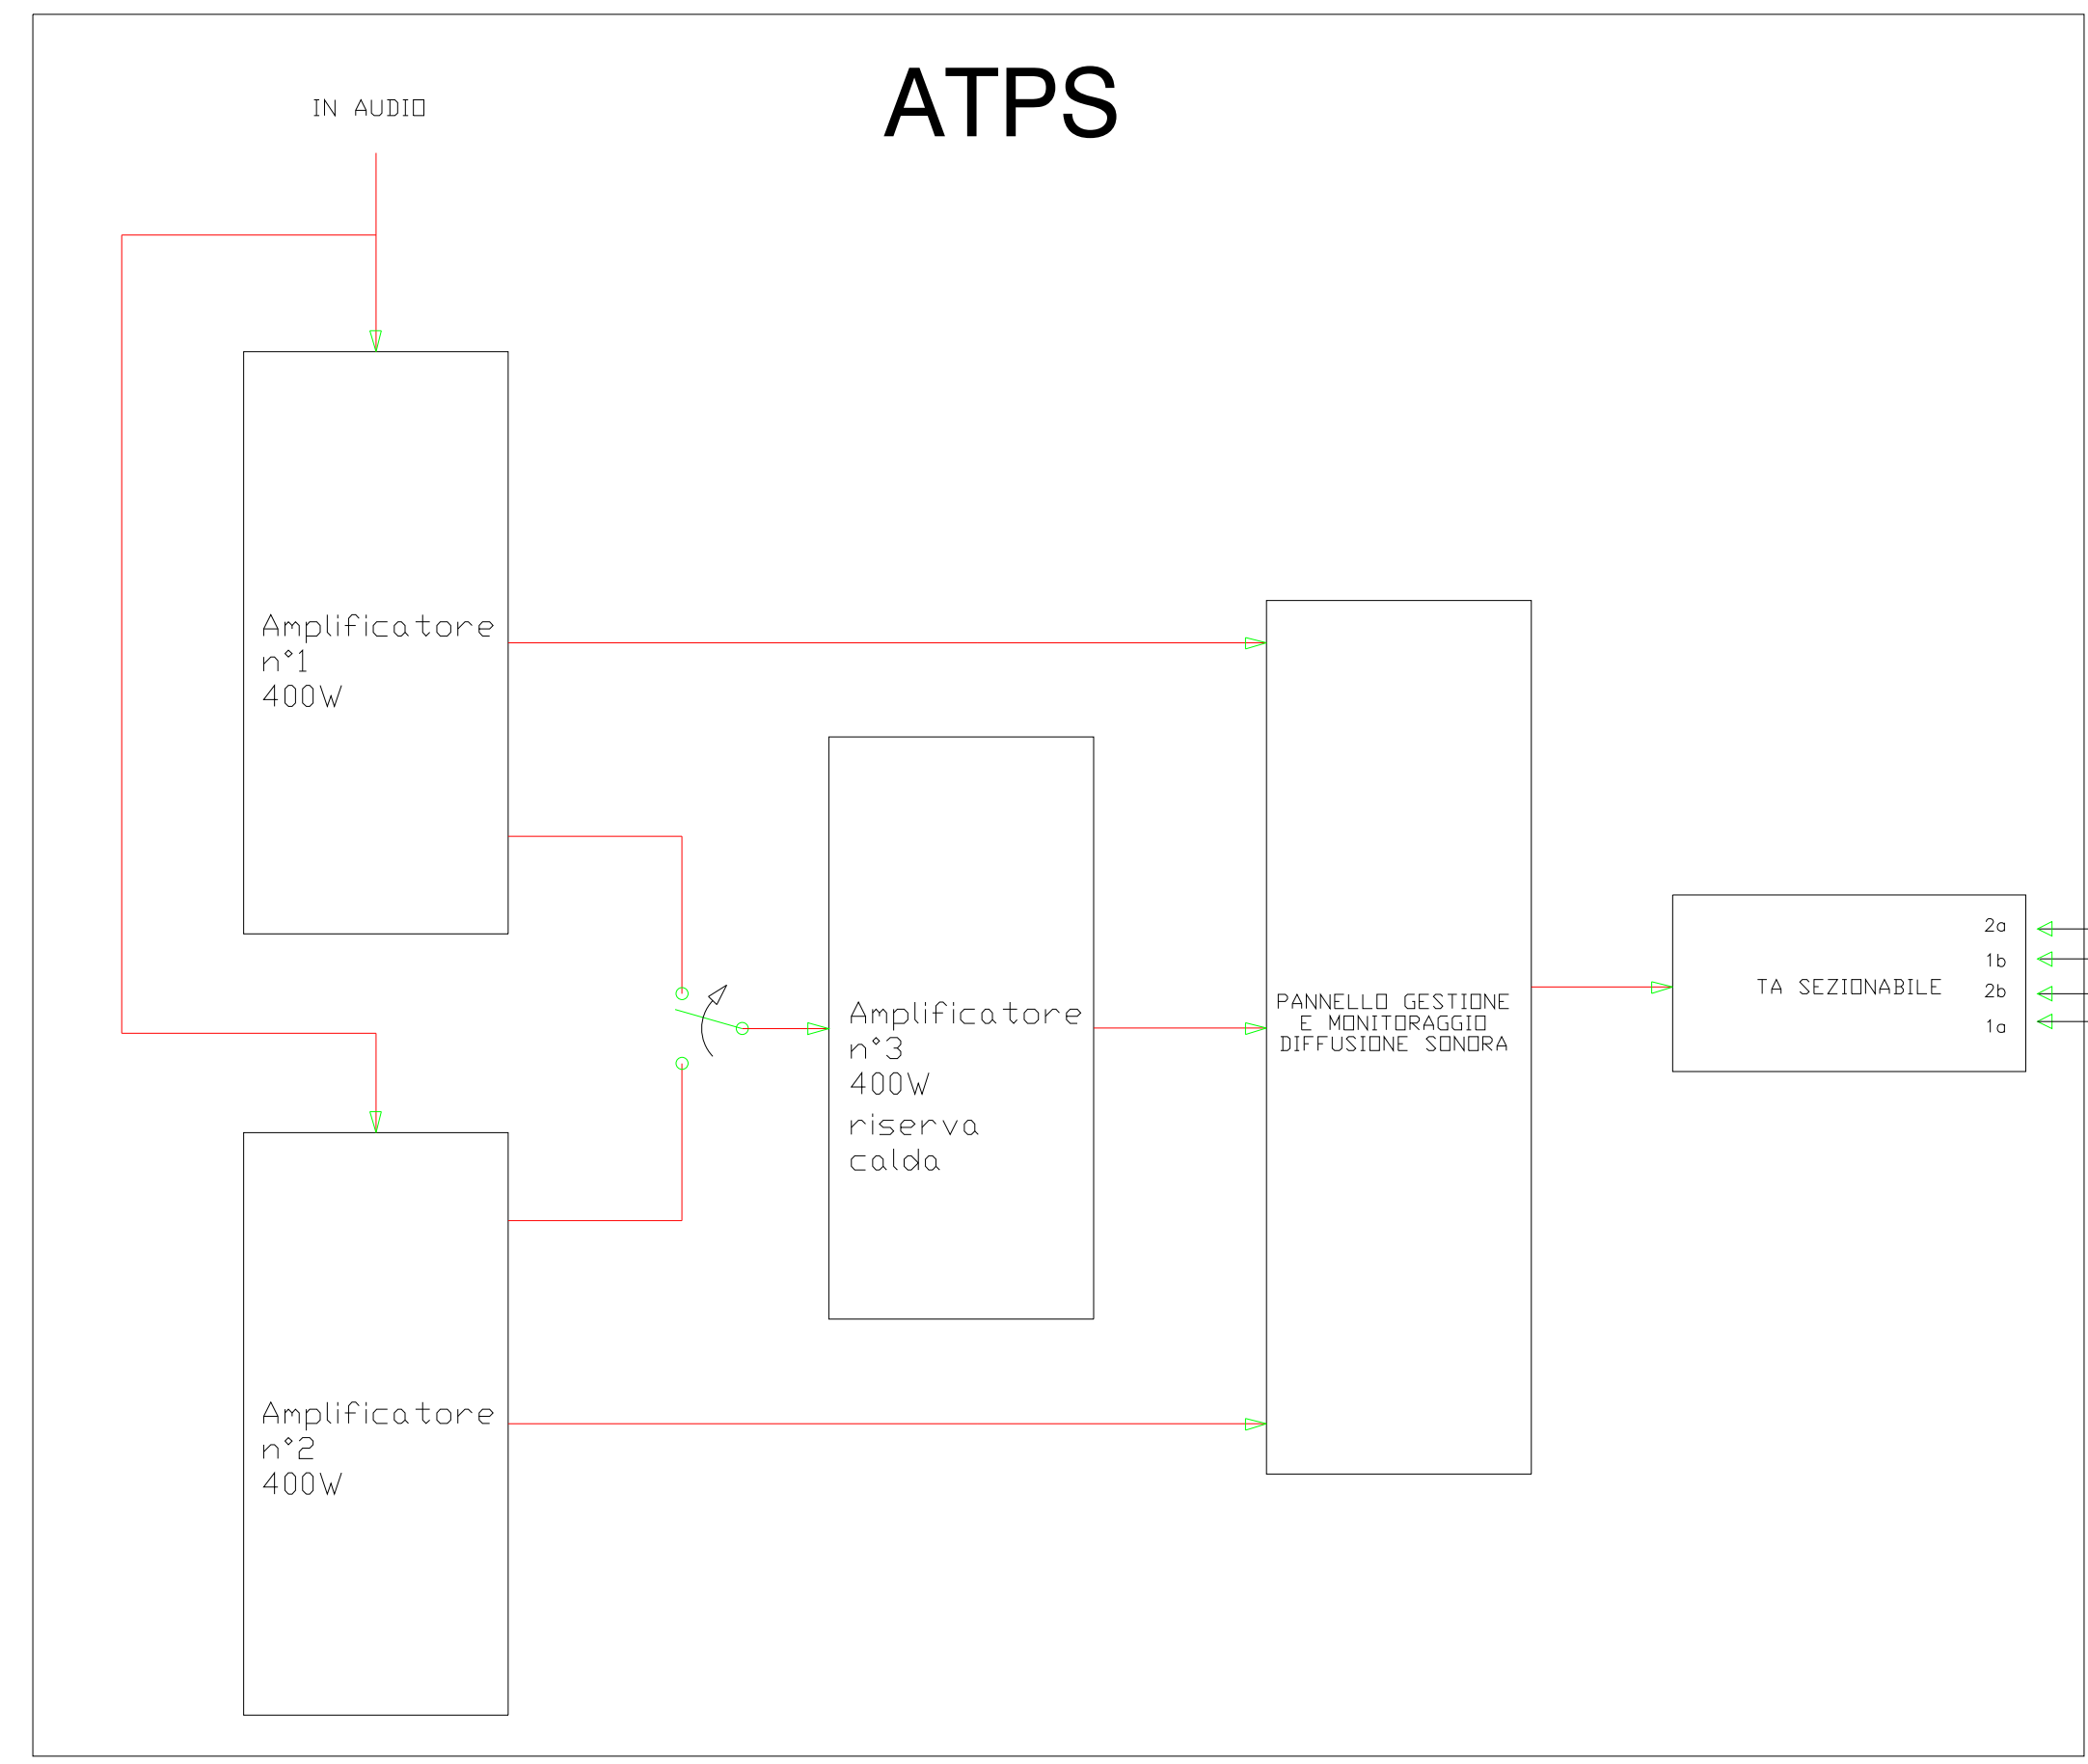 ATPS
IN AUDIO
Amplificatore
n°1
400W
Amplificatore
n°3
400W
riserva
calda
PANNELLO GESTIONE
E MONITORAGGIO
DIFFUSIONE SONORA
TA SEZIONABILE
2a
1b
2b
1a
Amplificatore
n°2
400W